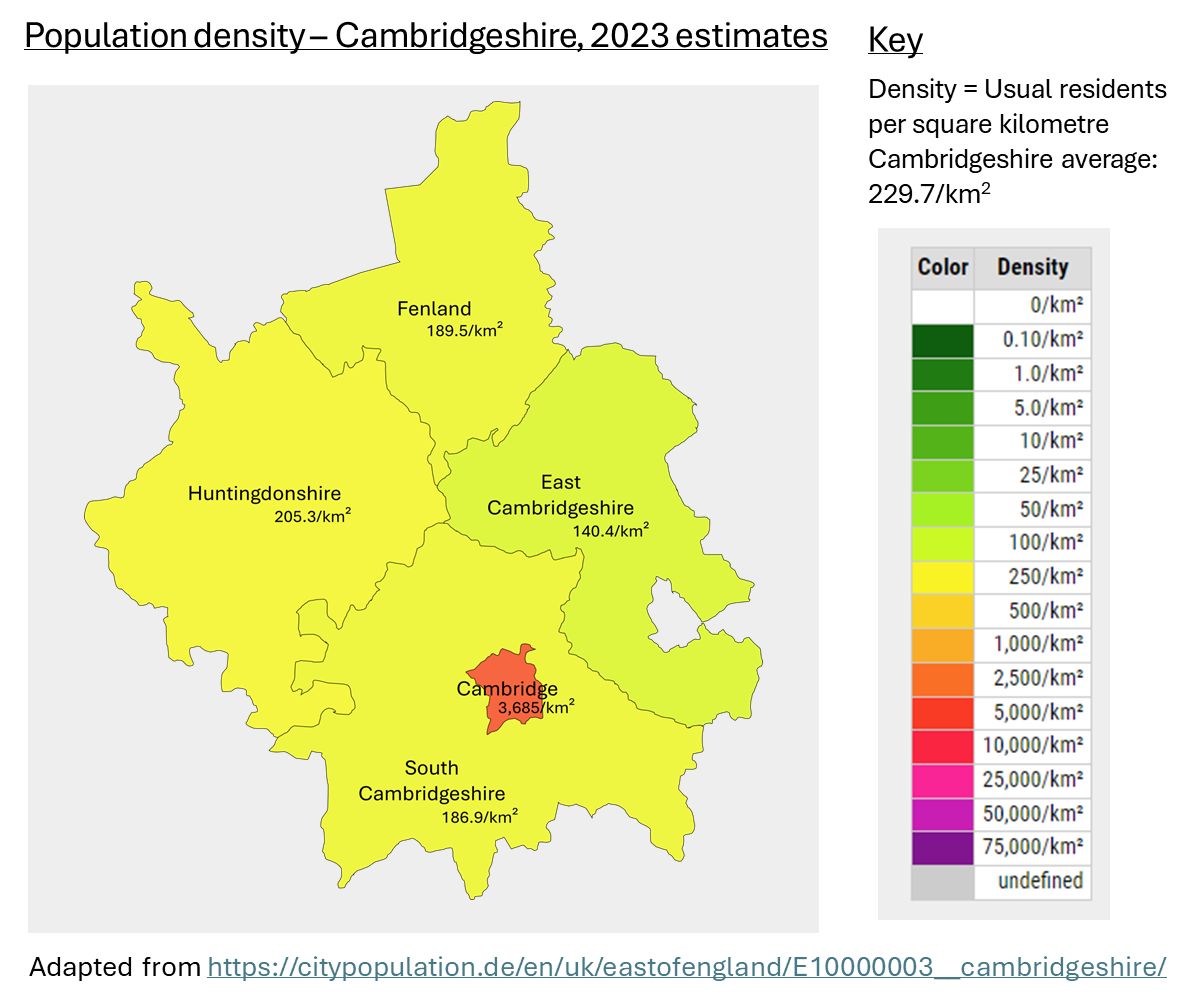 Population density – Cambridgeshire, 2023 estimates
Key
Density = Usual residents
per square kilometre
Cambridgeshire average:
229.7/km²
Fenland
189.5/km²
Huntingdonshire
205.3/km²
East
Cambridgeshire
140.4/km²
Cambridge
3,685/km²
South
Cambridgeshire
186.9/km²
Color Density
0/km²
0.10/km²
1.0/km²
5.0/km²
10/km²
25/km²
50/km²
100/km²
250/km²
500/km²
1,000/km²
2,500/km²
5,000/km²
10,000/km²
25,000/km²
50,000/km²
75,000/km²
undefined
Adapted from https://citypopulation.de/en/uk/eastofengland/E10000003__cambridgeshire/